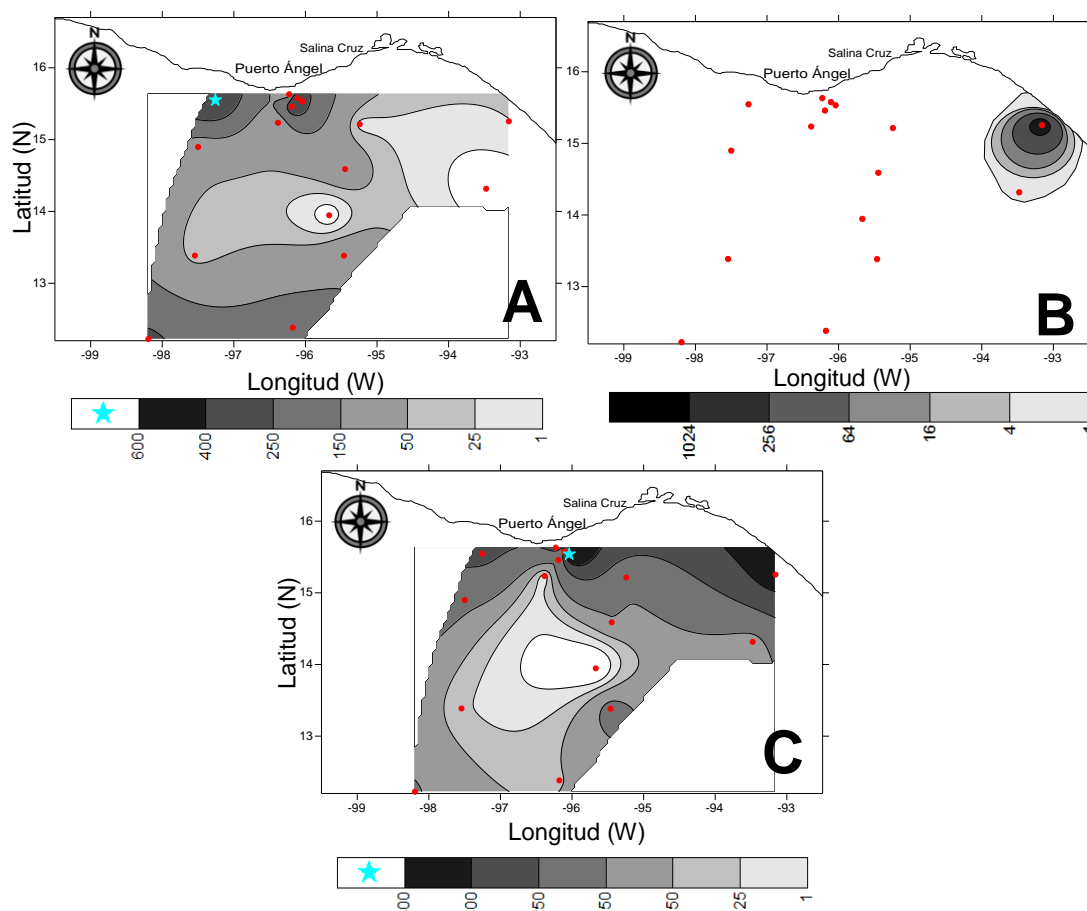 N
Salina Cruz
Puerto Ángel
16
15
14
13
Latitud (N)
A
-99 -98 -97 -96 -95 -94 -93
Longitud (W)
600 400 250 150 50 25 1
N
Salina Cruz
Puerto Ángel
16
15
14
13
B
-99 -98 -97 -96 -95 -94 -93
Longitud (W)
1024 256 64 16 4
N
Salina Cruz
Puerto Ángel
16
15
14
13
Latitud (N)
C
-99 -98 -97 -96 -95 -94 -93
Longitud (W)
50 25 1